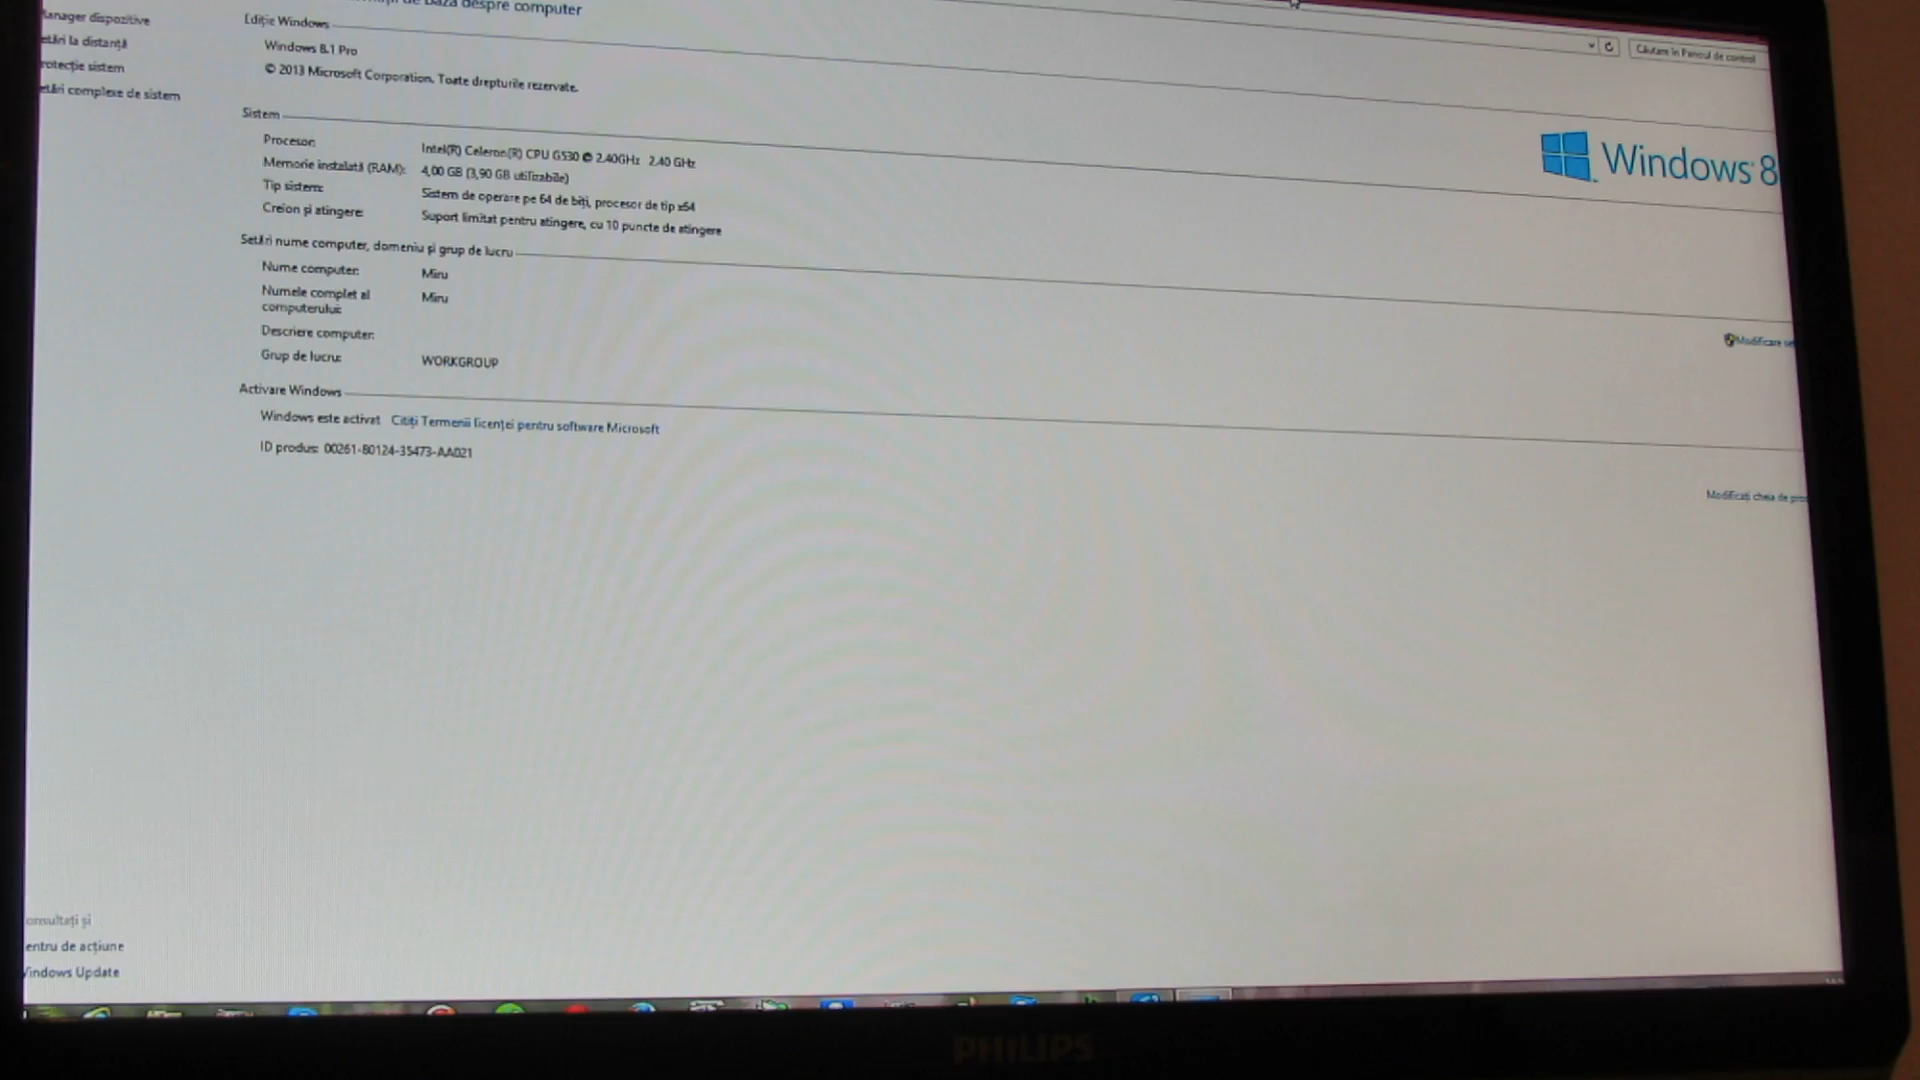 de bază despre computer
Manager dispozitive
Setări la distanță
Protecție sistem
Setări complexe de sistem
Căutare în Panoul de control
Ediție Windows
Windows 8.1 Pro
© 2013 Microsoft Corporation. Toate drepturile rezervate.
Windows 8
Sistem
Procesor: Intel(R) Celeron(R) CPU G530 @ 2.40GHz 2.40 GHz
Memorie instalată (RAM): 4,00 GB (3,90 GB utilizabile)
Tip sistem: Sistem de operare pe 64 de biți, procesor de tip x64
Creion și atingere: Suport limitat pentru atingere, cu 10 puncte de atingere
Setări nume computer, domeniu și grup de lucru
Nume computer: Miru
Numele complet al Miru
computerului:
Descriere computer:
Grup de lucru: WORKGROUP
Modificare se
Activare Windows
Windows este activat Citiți Termenii licenței pentru software Microsoft
ID produs: 00261-80124-35473-AA021
Modificați cheia de pro
onsultați și
entru de acțiune
Windows Update
PHILIPS